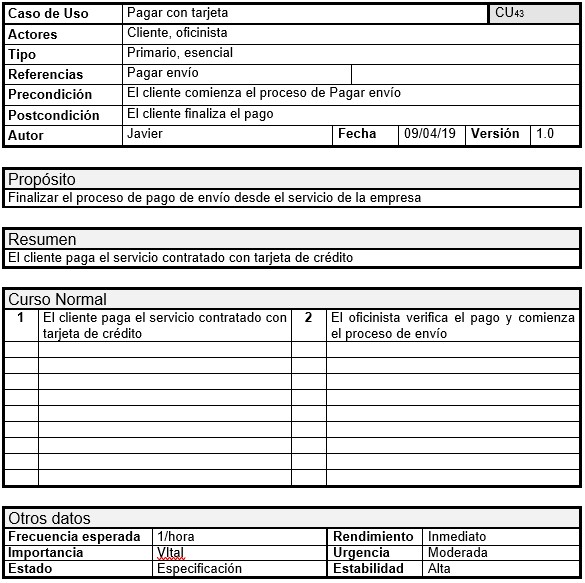 Caso de Uso Pagar con tarjeta CU43
Actores Cliente, oficinista
Tipo Primario, esencial
Referencias Pagar envío
Precondición El cliente comienza el proceso de Pagar envío
Postcondición El cliente finaliza el pago
Autor Javier Fecha 09/04/19 Versión 1.0
Propósito
Finalizar el proceso de pago de envío desde el servicio de la empresa
Resumen
El cliente paga el servicio contratado con tarjeta de crédito
Curso Normal
1 El cliente paga el servicio contratado con
tarjeta de crédito
2 El oficinista verifica el pago y comienza
el proceso de envío
Otros datos
Frecuencia esperada 1/hora Rendimiento Inmediato
Importancia VItal Urgencia Moderada
Estado Especificación Estabilidad Alta